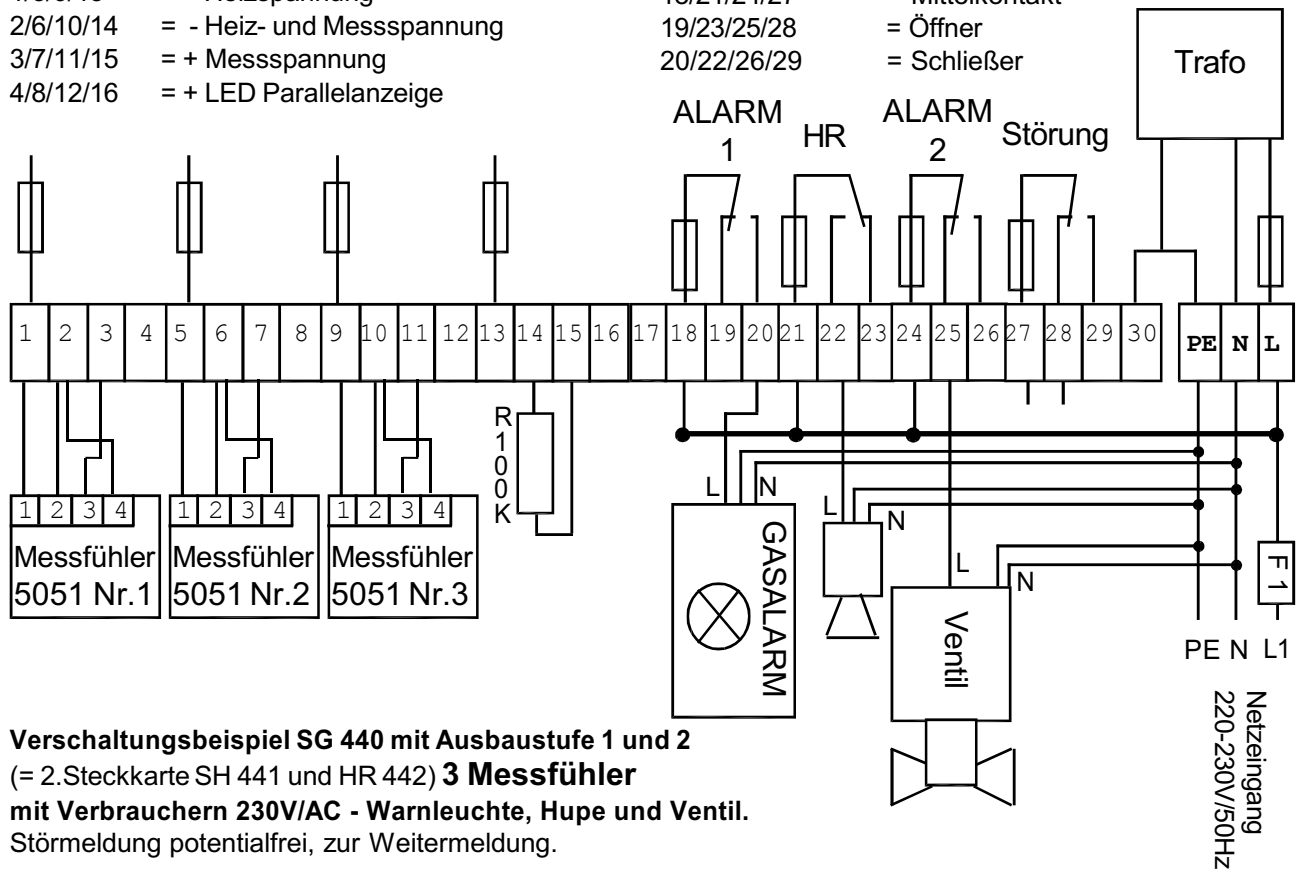 2/6/10/14 = - Heiz- und Messspannung
3/7/11/15 = + Messspannung
4/8/12/16 = + LED Parallelanzeige
19/23/25/28 = Öffner
20/22/26/29 = Schließer
Trafo
ALARM
1
HR
ALARM
2
Störung
1 2 3 4 5 6 7 8 9 10 11 12 13 14 15 16 17 18 19 20 21 22 23 24 25 26 27 28 29 30 PE N L
R100K
1 2 3 4
Messfühler
5051 Nr.1
1 2 3 4
Messfühler
5051 Nr.2
1 2 3 4
Messfühler
5051 Nr.3
L N
GASALARM
L N
L N
Ventil
F1
PE N L1
Netzeingang
220-230V/50Hz
Verschaltungsbeispiel SG 440 mit Ausbaustufe 1 und 2
(= 2.Steckkarte SH 441 und HR 442) 3 Messfühler
mit Verbrauchern 230V/AC - Warnleuchte, Hupe und Ventil.
Störmeldung potentialfrei, zur Weitermeldung.